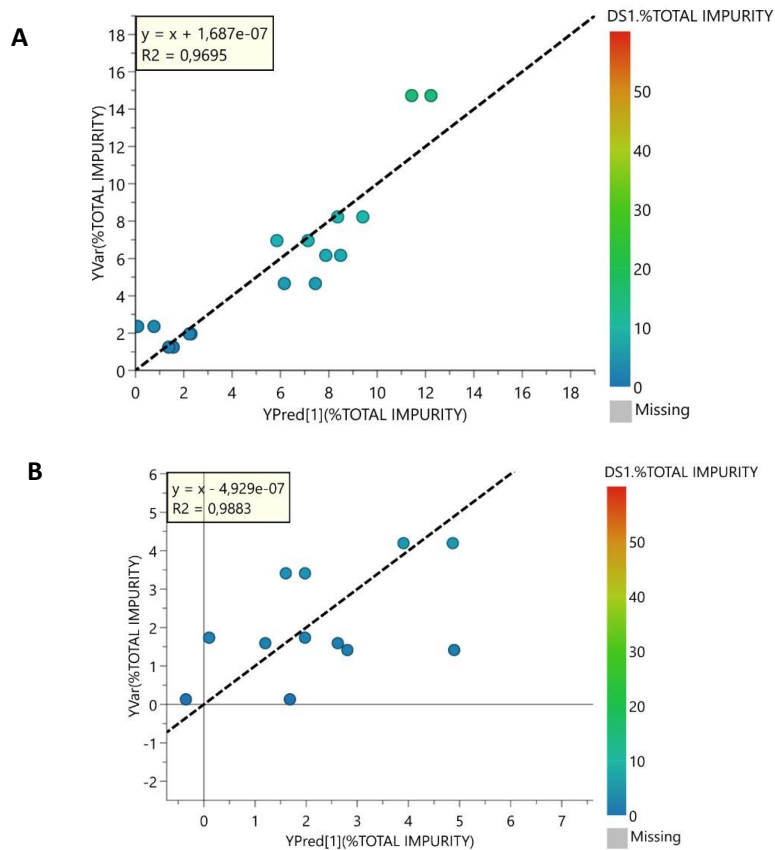 A
DS1.%TOTAL IMPURITY
y = x + 1,687e-07
R2 = 0,9695
YVar(%TOTAL IMPURITY)
18
16
14
12
10
8
6
4
2
0
0 2 4 6 8 10 12 14 16 18
YPred[1](%TOTAL IMPURITY)
50
40
30
20
10
0
Missing
B
DS1.%TOTAL IMPURITY
y = x - 4,929e-07
R2 = 0,9883
YVar(%TOTAL IMPURITY)
6
5
4
3
2
1
0
-1
-2
0 1 2 3 4 5 6 7
YPred[1](%TOTAL IMPURITY)
50
40
30
20
10
0
Missing